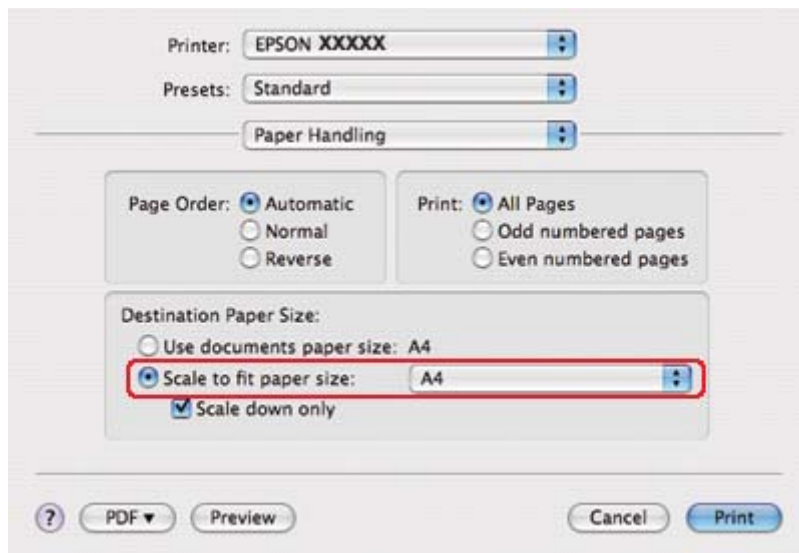 Printer: EPSON XXXXX
Presets: Standard
Paper Handling
Page Order: Automatic
Normal
Reverse
Print: All Pages
Odd numbered pages
Even numbered pages
Destination Paper Size:
Use documents paper size: A4
Scale to fit paper size: A4
Scale down only
? PDF Preview Cancel Print